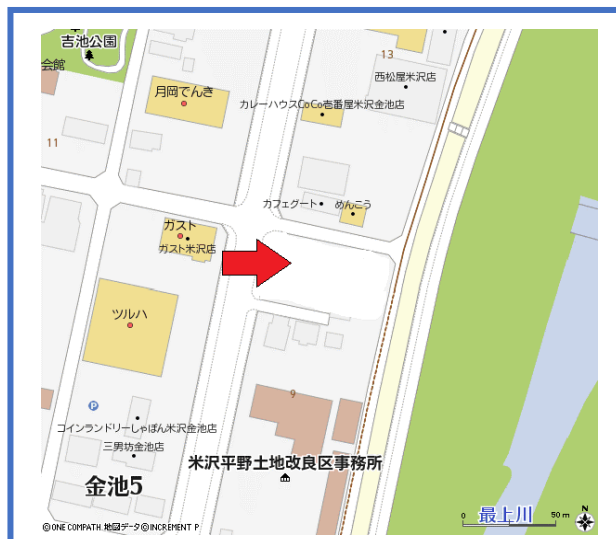 吉池公園
会館
13
西松屋米沢店
月岡でんき
カレーハウスCoCo壱番屋米沢金池店
11
カフェグート
めんこう
ガスト
ガスト米沢店
ツルハ
9
P
コインランドリーしゃぼん米沢金池店
三男坊金池店
米沢平野土地改良区事務所
金池5
最上川
0
50 m
N
©ONE COMPATH 地図データ©INCREMENT P